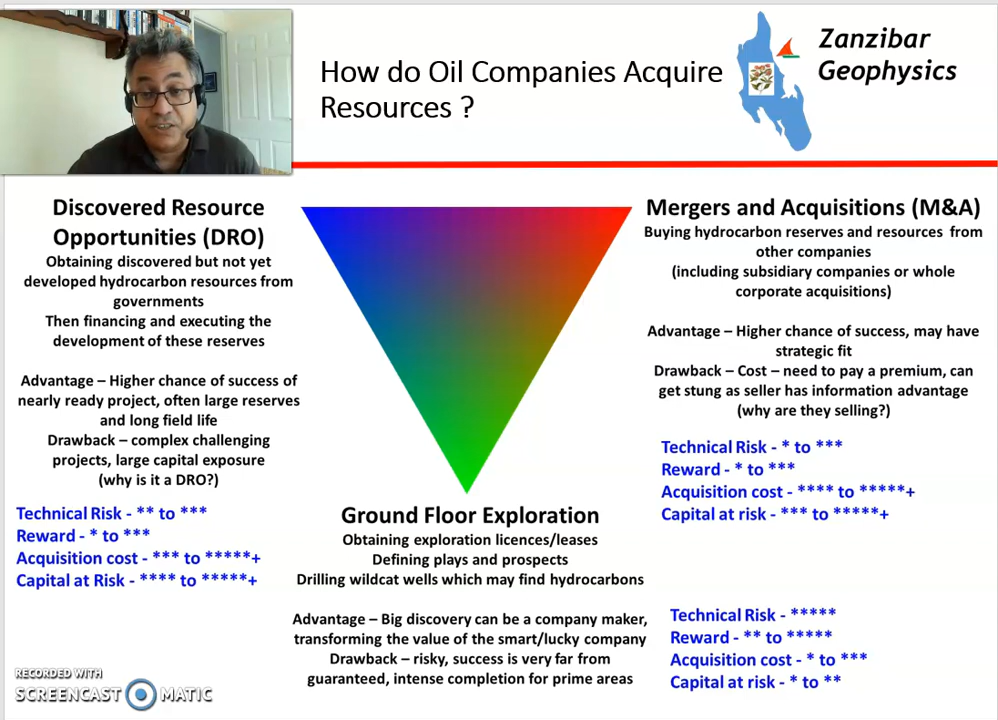 How do Oil Companies Acquire
Resources ?
Zanzibar
Geophysics
Discovered Resource
Opportunities (DRO)
Obtaining discovered but not yet
developed hydrocarbon resources from
governments
Then financing and executing the
development of these reserves
Advantage – Higher chance of success of
nearly ready project, often large reserves
and long field life
Drawback – complex challenging
projects, large capital exposure
(why is it a DRO?)
Technical Risk - ** to ***
Reward - * to ***
Acquisition cost - *** to *****+
Capital at Risk - **** to *****+
Mergers and Acquisitions (M&A)
Buying hydrocarbon reserves and resources from
other companies
(including subsidiary companies or whole
corporate acquisitions)
Advantage – Higher chance of success, may have
strategic fit
Drawback – Cost – need to pay a premium, can
get stung as seller has information advantage
(why are they selling?)
Technical Risk - * to ***
Reward - * to ***
Acquisition cost - **** to *****+
Capital at risk - *** to *****+
Ground Floor Exploration
Obtaining exploration licences/leases
Defining plays and prospects
Drilling wildcat wells which may find hydrocarbons
Advantage – Big discovery can be a company maker,
transforming the value of the smart/lucky company
Drawback – risky, success is very far from
guaranteed, intense completion for prime areas
Technical Risk - *****
Reward - ** to *****
Acquisition cost - * to ***
Capital at risk - * to **
RECORDED WITH
SCREENCAST MATIC